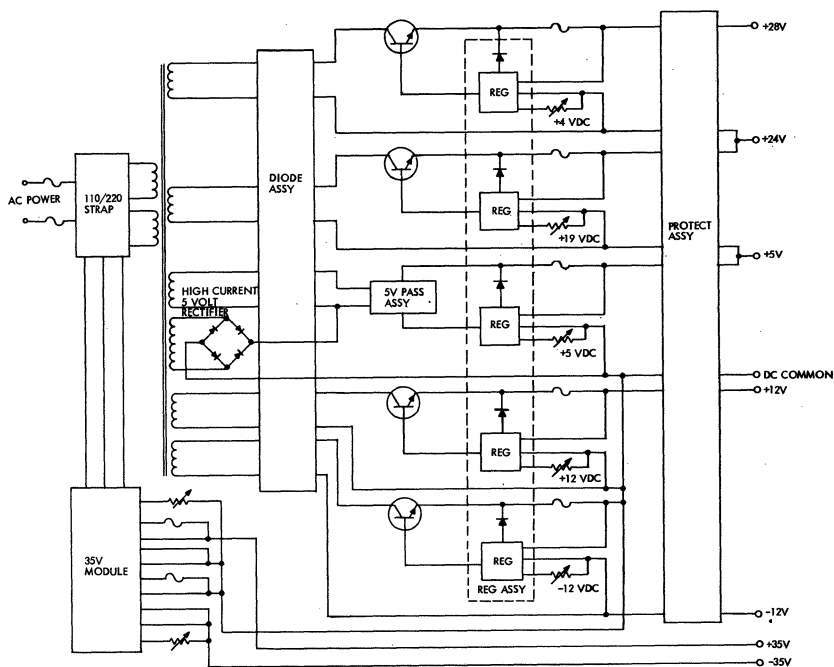 +28V
REG
+4 VDC
+24V
DIODE
ASSY
110/220
STRAP
AC POWER
REG
+19 VDC
PROTECT
ASSY
+5V
HIGH CURRENT
5 VOLT
RECTIFIER
5V PASS
ASSY
REG
+5 VDC
DC COMMON
+12V
REG
+12 VDC
35V
MODULE
REG
-12 VDC
REG ASSY
-12V
+35V
-35V